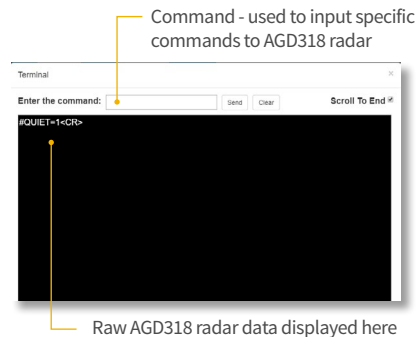 Command - used to input specific
commands to AGD318 radar
Terminal ×
Enter the command: Send Clear Scroll To End
#QUIET=1<CR>
Raw AGD318 radar data displayed here